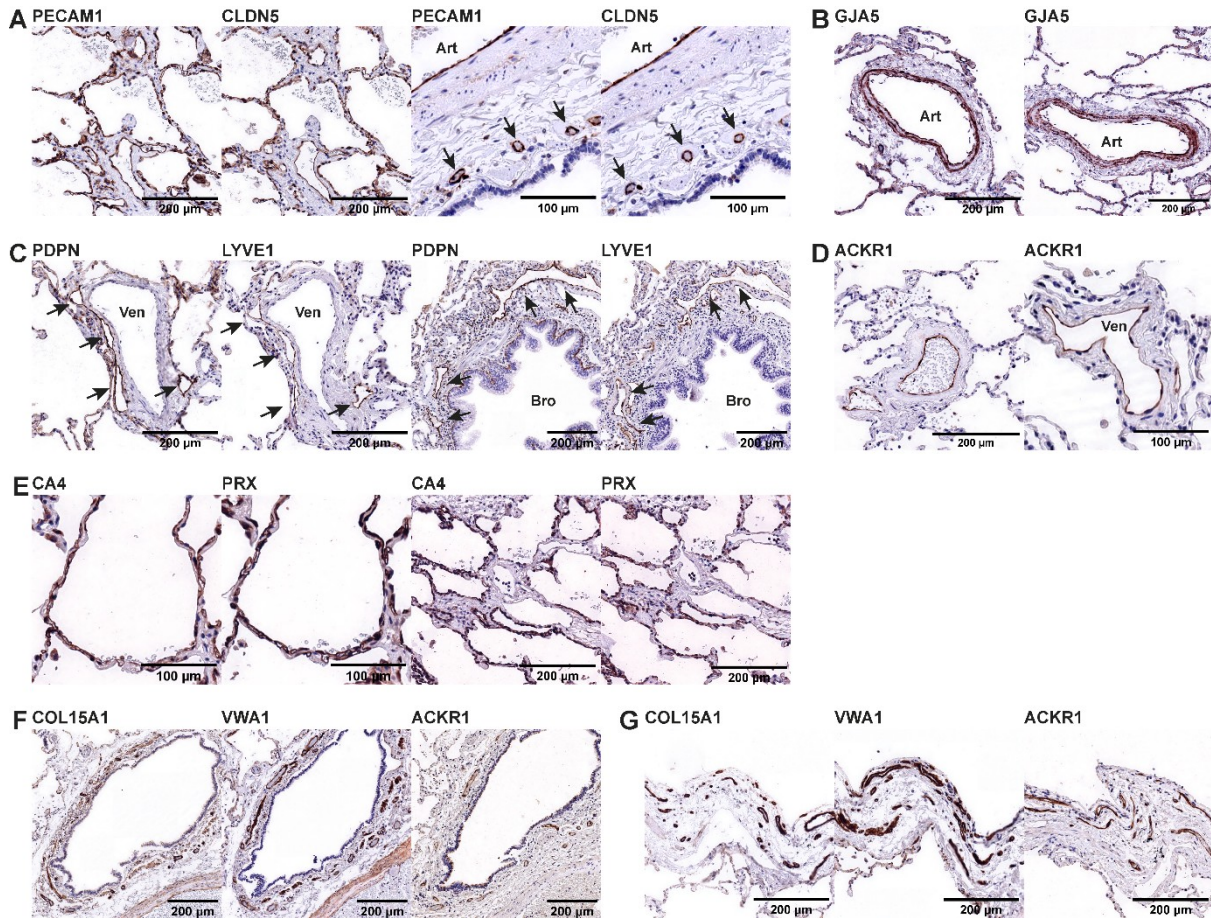 A PECAM1 CLDN5 PECAM1 CLDN5 B GJA5 GJA5
Art Art Art Art
200 µm 200 µm 100 µm 100 µm 200 µm 200 µm
C PDPN LYVE1 PDPN LYVE1 D ACKR1 ACKR1
Ven Ven Bro Bro Ven
200 µm 200 µm 200 µm 200 µm 200 µm 100 µm
E CA4 PRX CA4 PRX
100 µm 100 µm 200 µm 200 µm
F COL15A1 VWA1 ACKR1 G COL15A1 VWA1 ACKR1
200 µm 200 µm 200 µm 200 µm 200 µm 200 µm